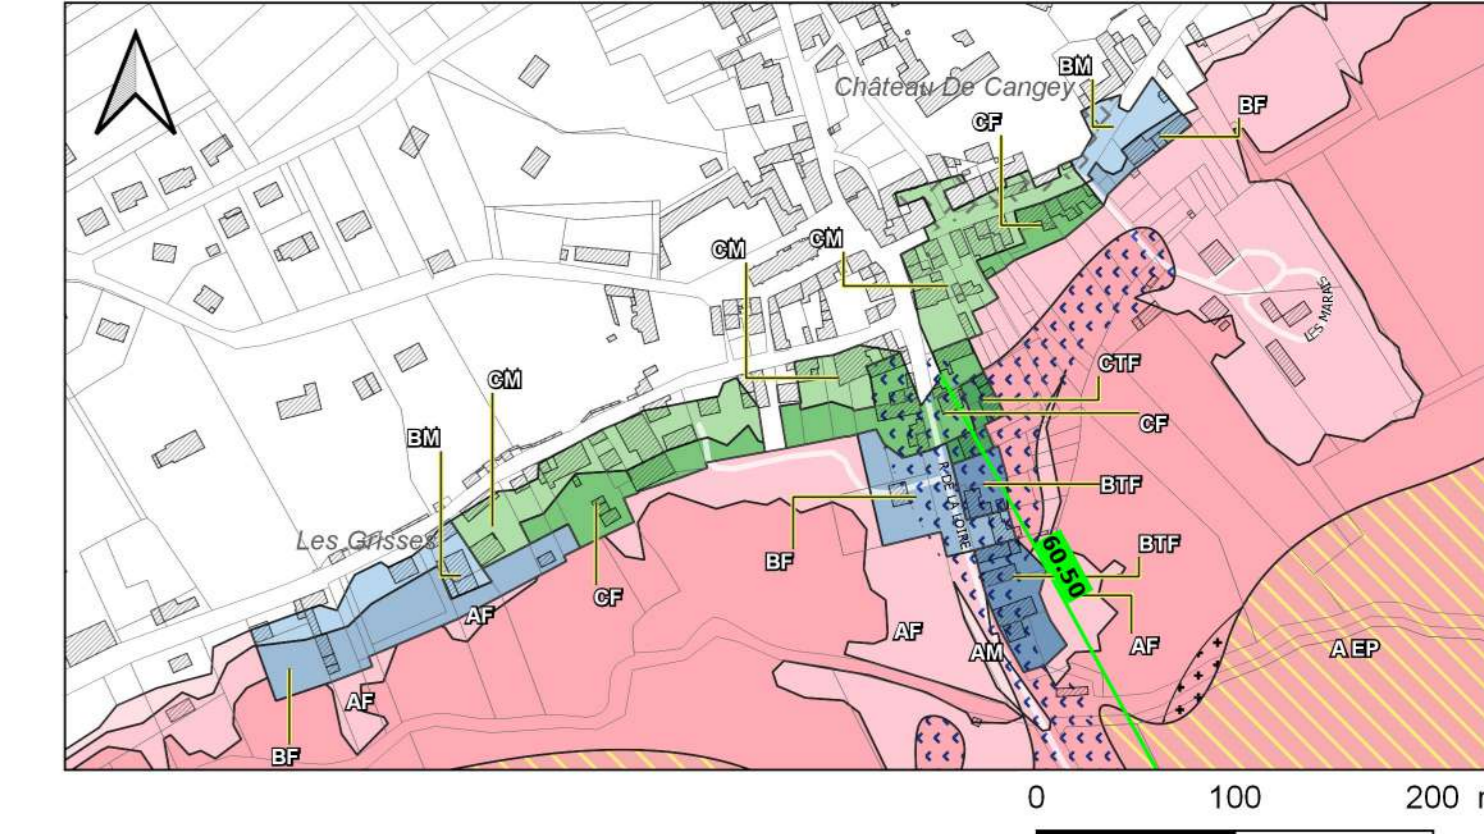 BM
Château De Cangey
BF
CF
CM
CM
LES MARAIS
CTF
CM
CF
BM
BTF
R DE LA LOIRE
Les Grisses
BF
60.50
BTF
CF
AF
AF
AM
AF
A EP
AF
BF
0 100 200